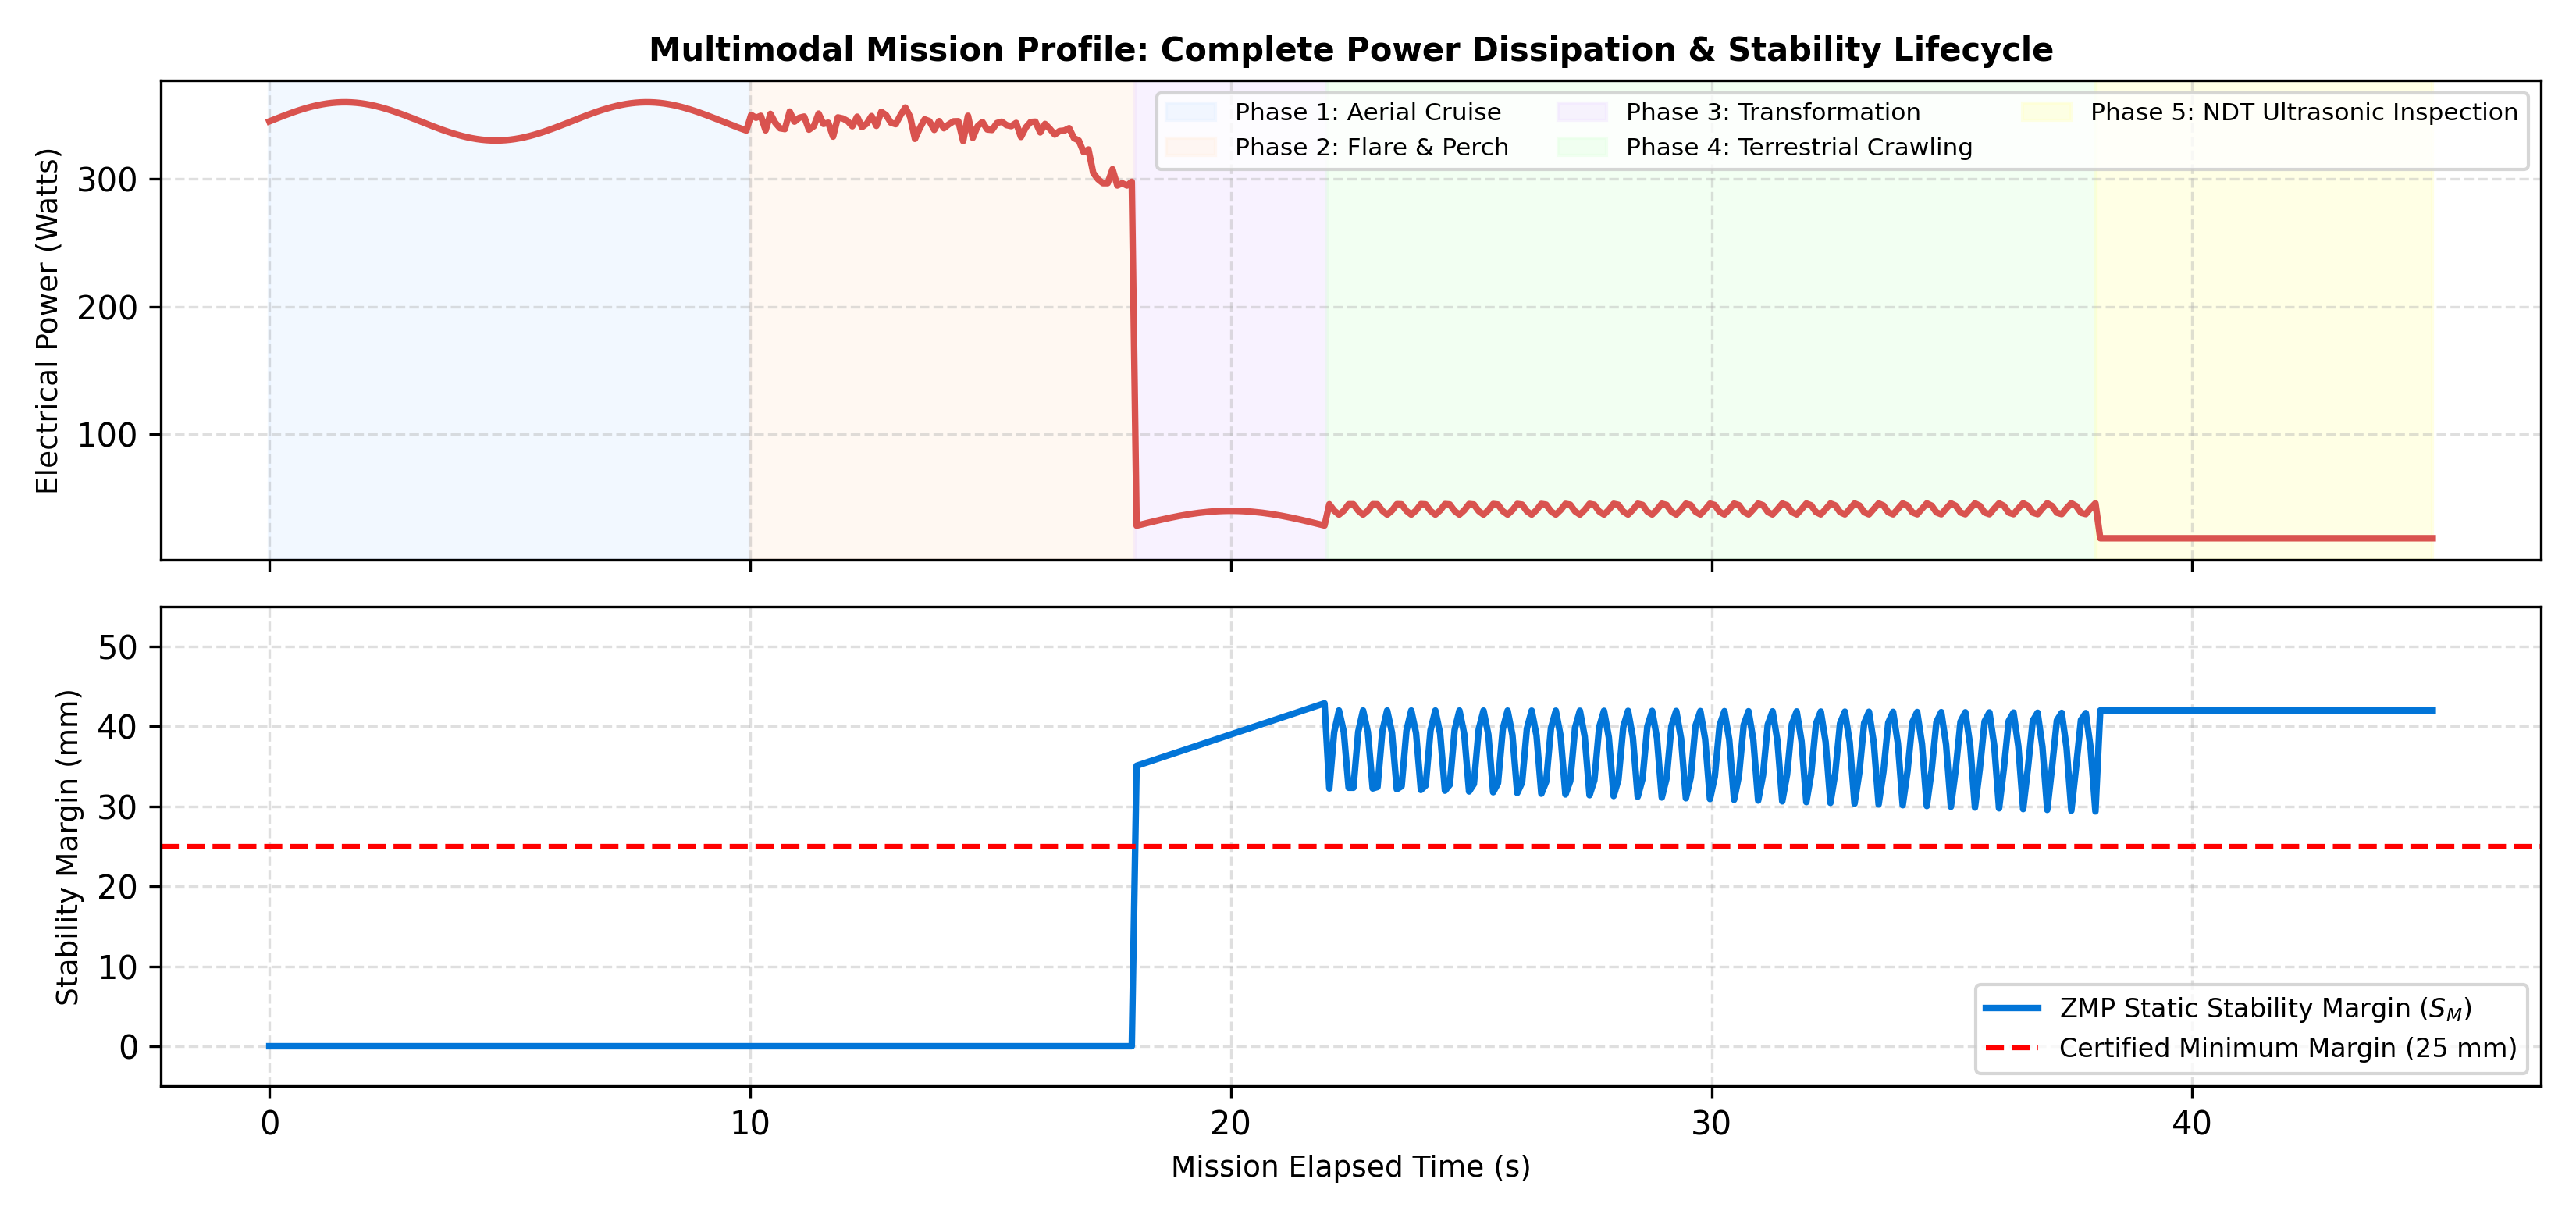 Multimodal Mission Profile: Complete Power Dissipation & Stability Lifecycle
Electrical Power (Watts)
300
200
100
Phase 1: Aerial Cruise
Phase 2: Flare & Perch
Phase 3: Transformation
Phase 4: Terrestrial Crawling
Phase 5: NDT Ultrasonic Inspection
Stability Margin (mm)
50
40
30
20
10
0
ZMP Static Stability Margin (S_M)
Certified Minimum Margin (25 mm)
0 10 20 30 40
Mission Elapsed Time (s)